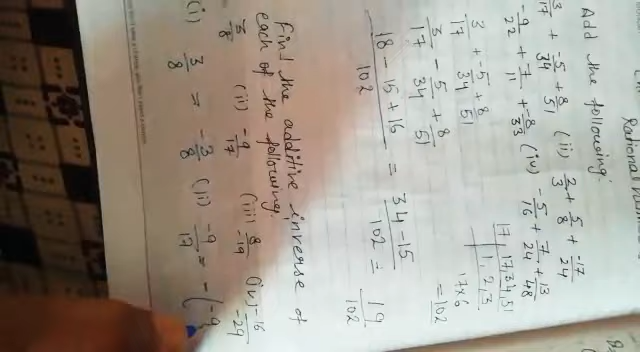 Rational
Add the following:
3/17 + -5/34 + 8/51 (ii) 2/3 + 5/8 + -17/24
-9/22 + 7/11 + -8/33 (iv) -5/16 + 7/24 + 13/48
3/17 + -5/34 + 8/51
17 | 17, 34, 51
1, 2, 3
3/17 - 5/34 + 8/51
17×6
= 102
18 - 15 + 16 / 102 = 34 - 15 / 102 = 19/102
Find the additive inverse of
each of the following.
3/8 (ii) -9/17 (iii) 8/-19 (iv) -16/-29
(i) 3/8 = -3/8 (ii) -9/17 = -(-9